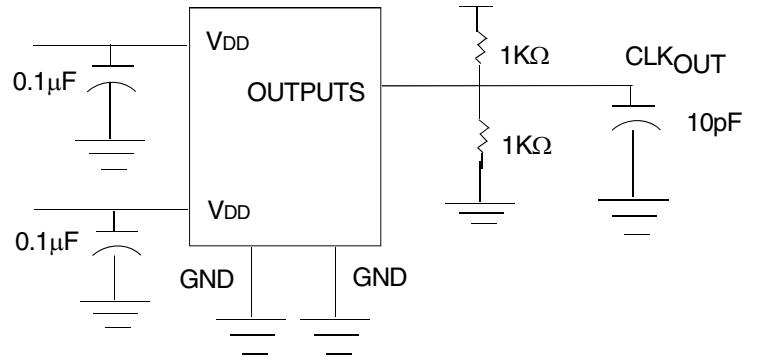 VDD
0.1μF
OUTPUTS
1KΩ
CLKOUT
10pF
1KΩ
VDD
0.1μF
GND
GND